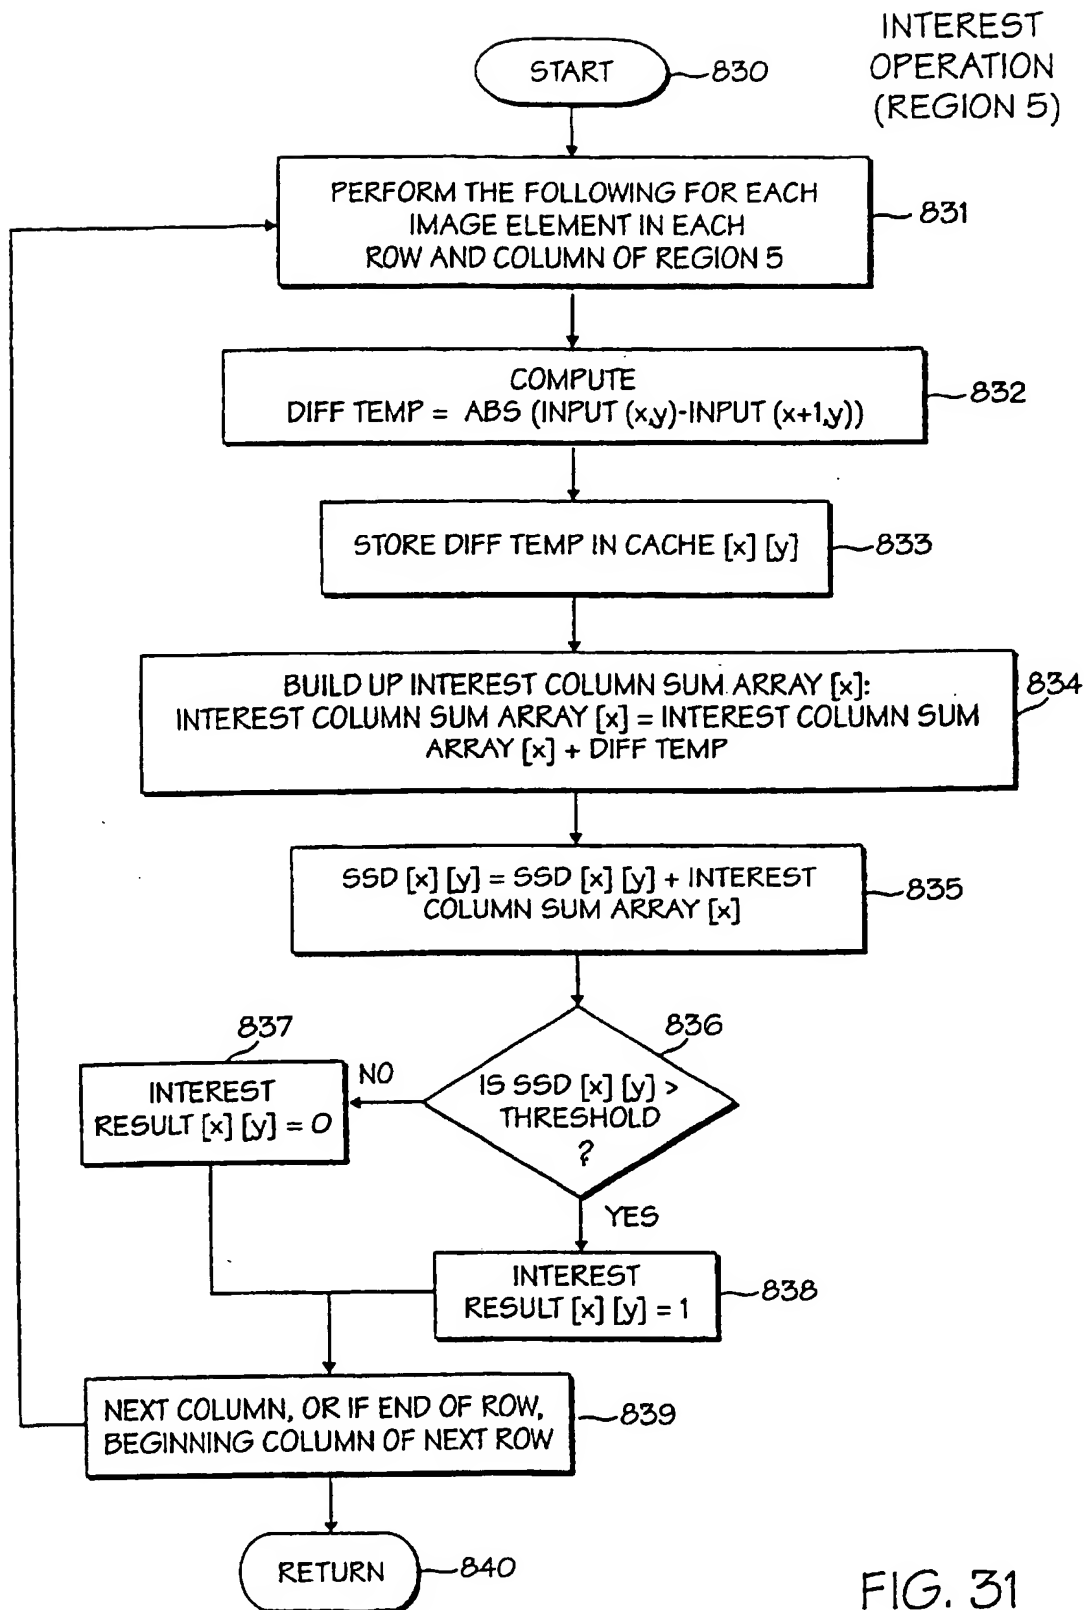 INTEREST
OPERATION
(REGION 5)
START
830
PERFORM THE FOLLOWING FOR EACH
IMAGE ELEMENT IN EACH
ROW AND COLUMN OF REGION 5
831
COMPUTE
DIFF TEMP = ABS (INPUT (x,y)-INPUT (x+1,y))
832
STORE DIFF TEMP IN CACHE [x] [y]
833
BUILD UP INTEREST COLUMN SUM ARRAY [x]:
INTEREST COLUMN SUM ARRAY [x] = INTEREST COLUMN SUM
ARRAY [x] + DIFF TEMP
834
SSD [x] [y] = SSD [x] [y] + INTEREST
COLUMN SUM ARRAY [x]
835
836
IS SSD [x] [y] >
THRESHOLD
?
NO
837
INTEREST
RESULT [x] [y] = 0
YES
INTEREST
RESULT [x] [y] = 1
838
NEXT COLUMN, OR IF END OF ROW,
BEGINNING COLUMN OF NEXT ROW
839
RETURN
840
FIG. 31